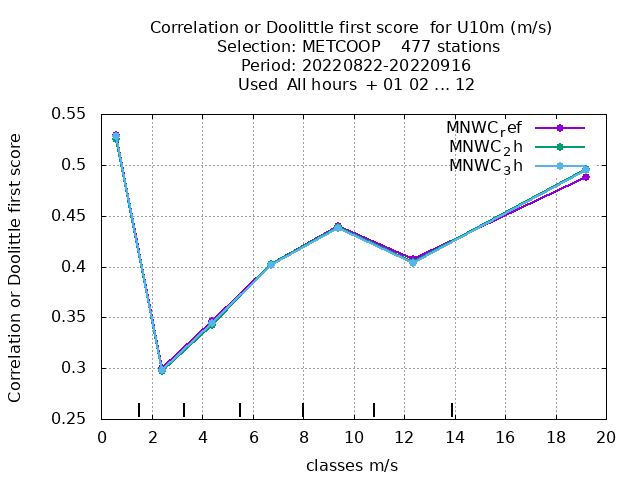 Correlation or Doolittle first score  for U10m (m/s)
Selection: METCOOP    477 stations
Period: 20220822-20220916
Used  All hours  + 01 02 ... 12
MNWC_ref
MNWC_2h
MNWC_3h
Correlation or Doolittle first score
0.55
0.5
0.45
0.4
0.35
0.3
0.25
0 2 4 6 8 10 12 14 16 18 20
classes m/s